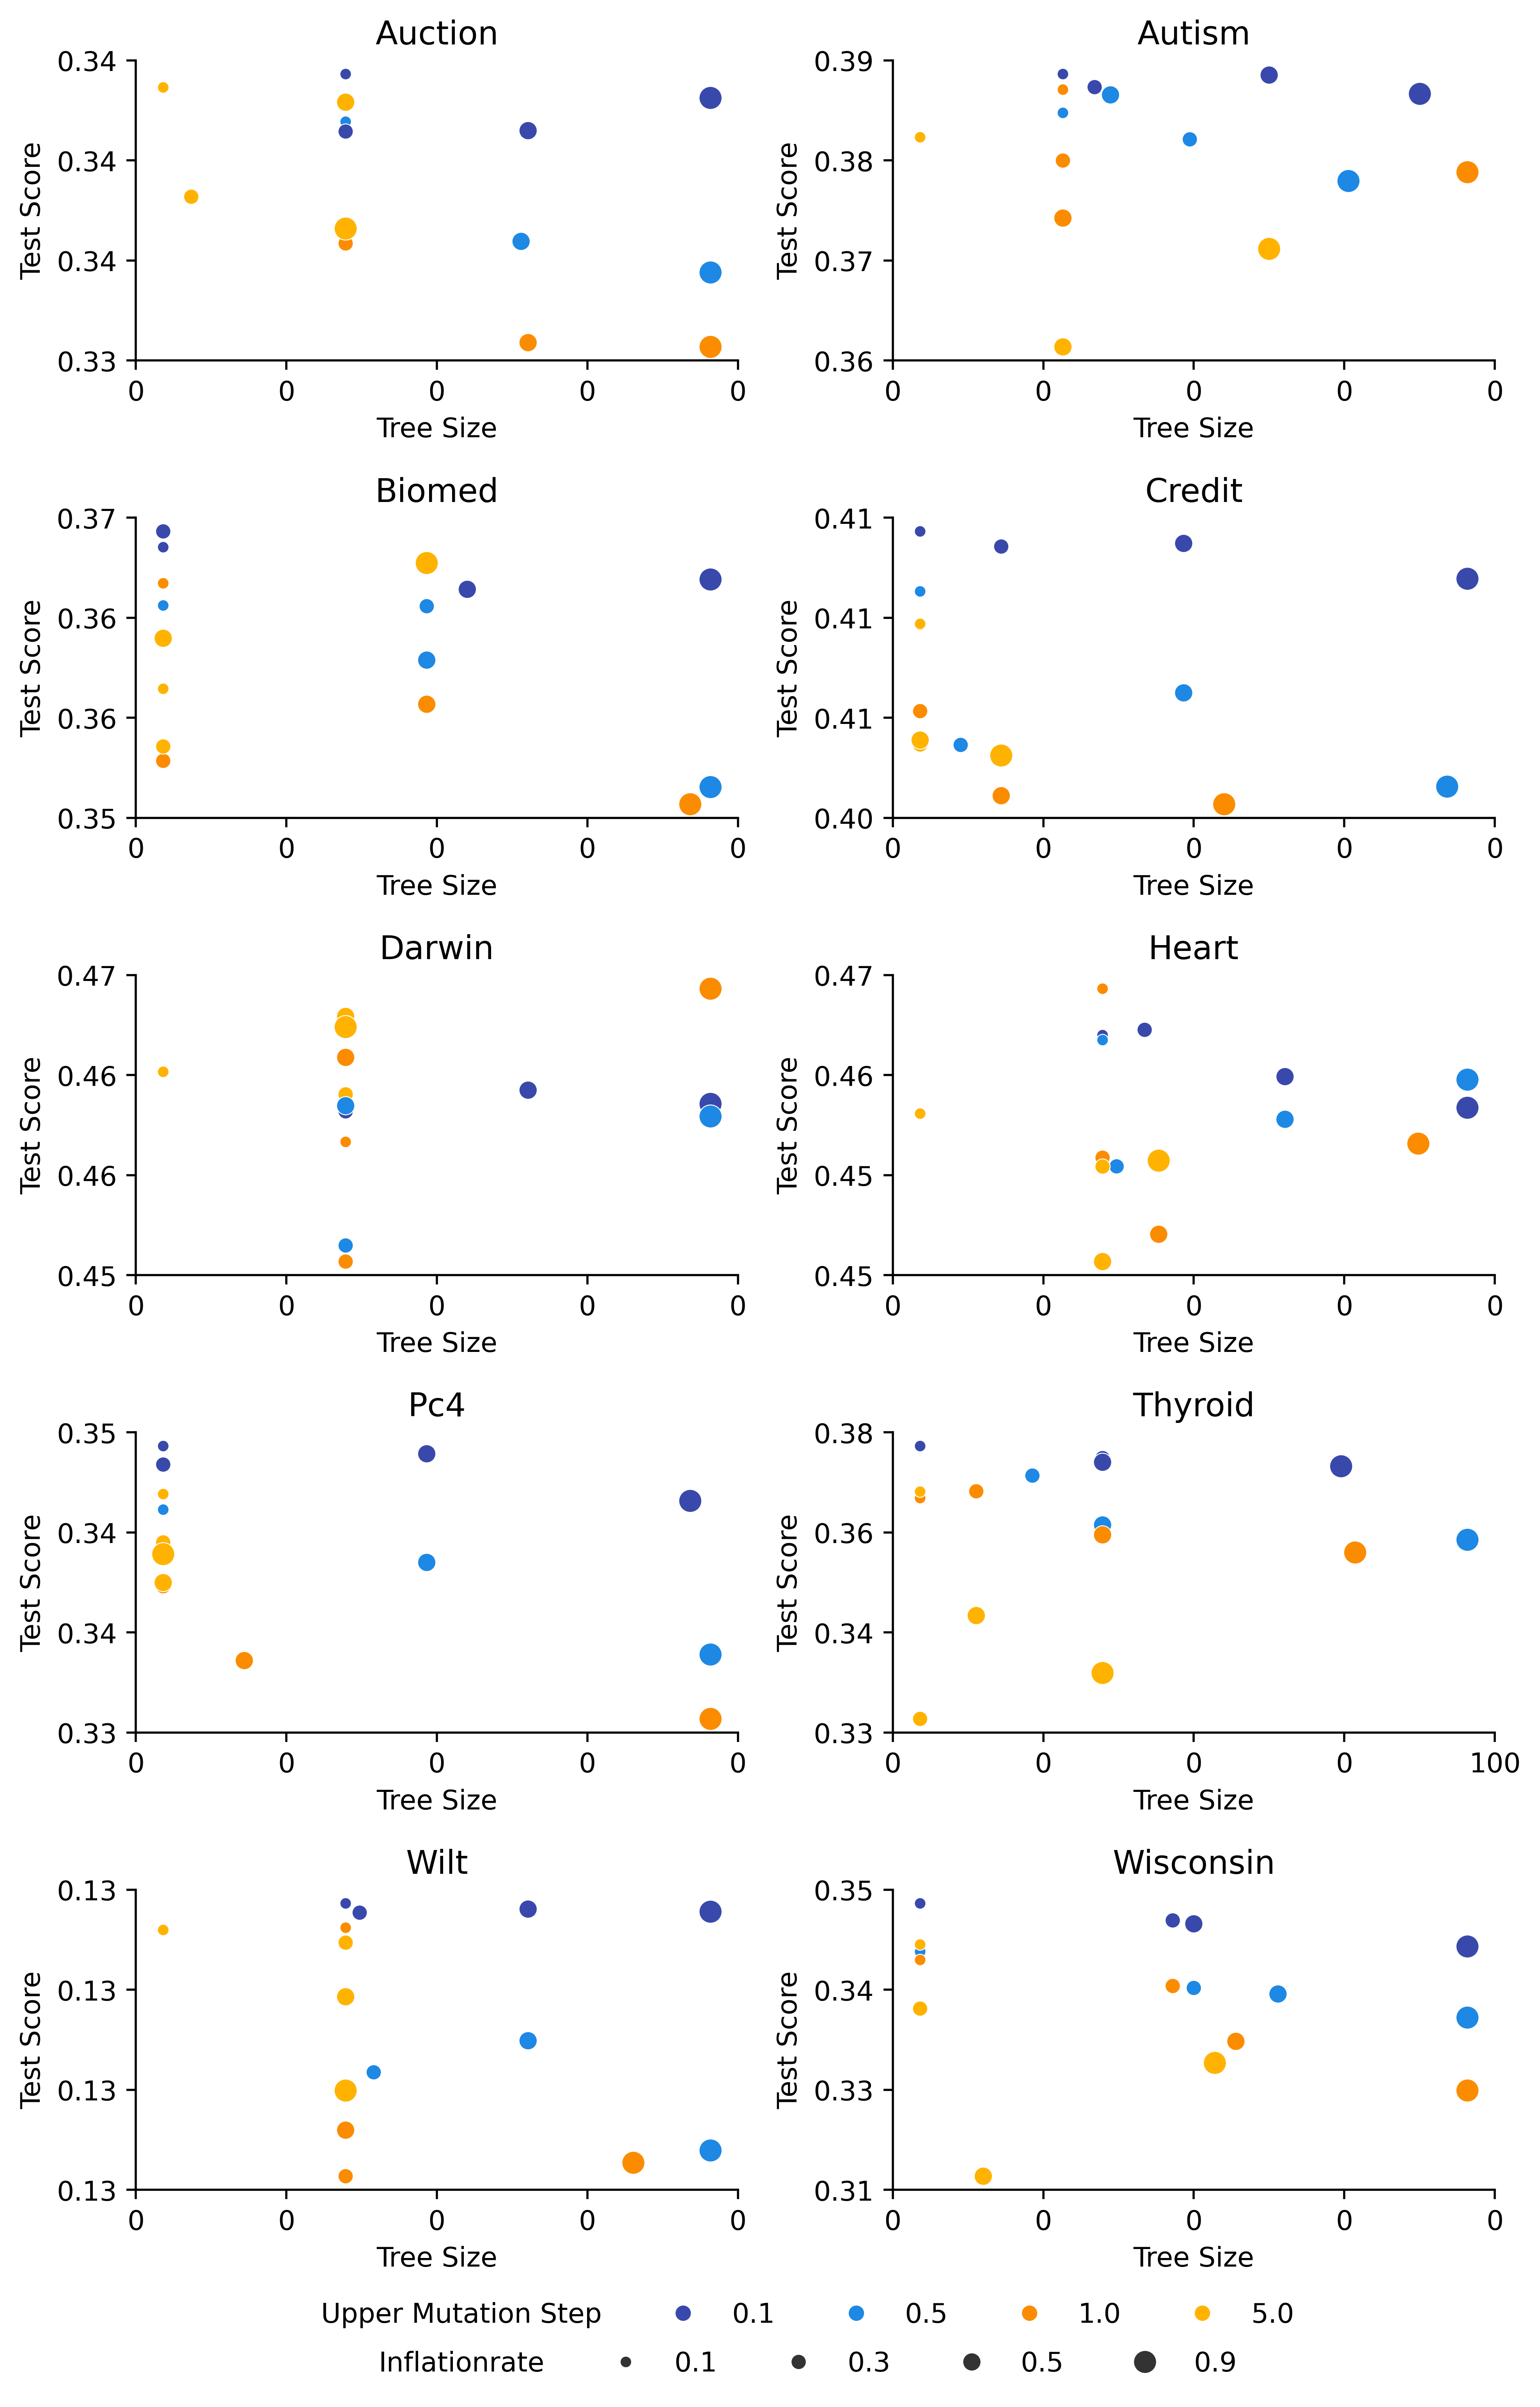 Auction
Autism
0.34
0.34
0.34
0.33
Test Score
0 0 0 0 0
Tree Size
0.39
0.38
0.37
0.36
Test Score
0 0 0 0 0
Tree Size
Biomed
Credit
0.37
0.36
0.36
0.35
Test Score
0 0 0 0 0
Tree Size
0.41
0.41
0.41
0.40
Test Score
0 0 0 0 0
Tree Size
Darwin
Heart
0.47
0.46
0.46
0.45
Test Score
0 0 0 0 0
Tree Size
0.47
0.46
0.45
0.45
Test Score
0 0 0 0 0
Tree Size
Pc4
Thyroid
0.35
0.34
0.34
0.33
Test Score
0 0 0 0 0
Tree Size
0.38
0.36
0.34
0.33
Test Score
0 0 0 0 100
Tree Size
Wilt
Wisconsin
0.13
0.13
0.13
0.13
Test Score
0 0 0 0 0
Tree Size
0.35
0.34
0.33
0.31
Test Score
0 0 0 0 0
Tree Size
Upper Mutation Step 0.1 0.5 1.0 5.0
Inflationrate 0.1 0.3 0.5 0.9